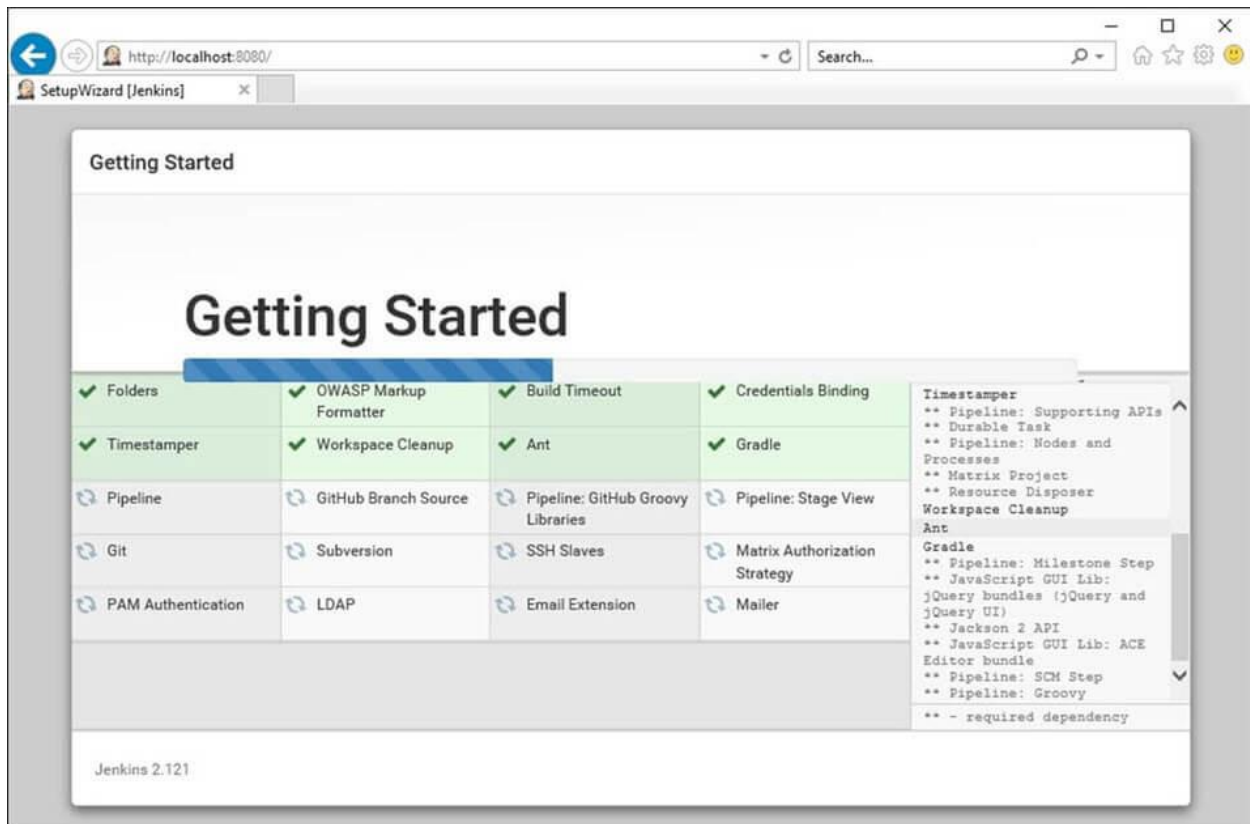 http://localhost:8080/
Search...
SetupWizard [Jenkins]
Getting Started
Getting Started
Folders
OWASP Markup
Formatter
Build Timeout
Credentials Binding
Timestamper
Workspace Cleanup
Ant
Gradle
Pipeline
GitHub Branch Source
Pipeline: GitHub Groovy
Libraries
Pipeline: Stage View
Git
Subversion
SSH Slaves
Matrix Authorization
Strategy
PAM Authentication
LDAP
Email Extension
Mailer
Timestamper
** Pipeline: Supporting APIs
** Durable Task
** Pipeline: Nodes and
Processes
** Matrix Project
** Resource Disposer
Workspace Cleanup
Ant
Gradle
** Pipeline: Milestone Step
** JavaScript GUI Lib:
jQuery bundles (jQuery and
jQuery UI)
** Jackson 2 API
** JavaScript GUI Lib: ACE
Editor bundle
** Pipeline: SCM Step
** Pipeline: Groovy
** - required dependency
Jenkins 2.121